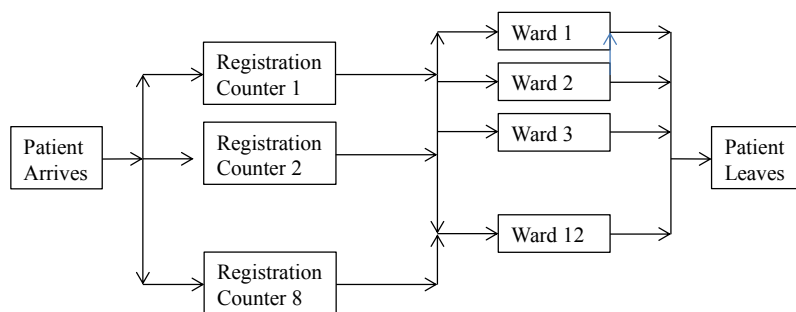 Patient
Arrives
Registration
Counter 1
Registration
Counter 2
Registration
Counter 8
Ward 1
Ward 2
Ward 3
Ward 12
Patient
Leaves